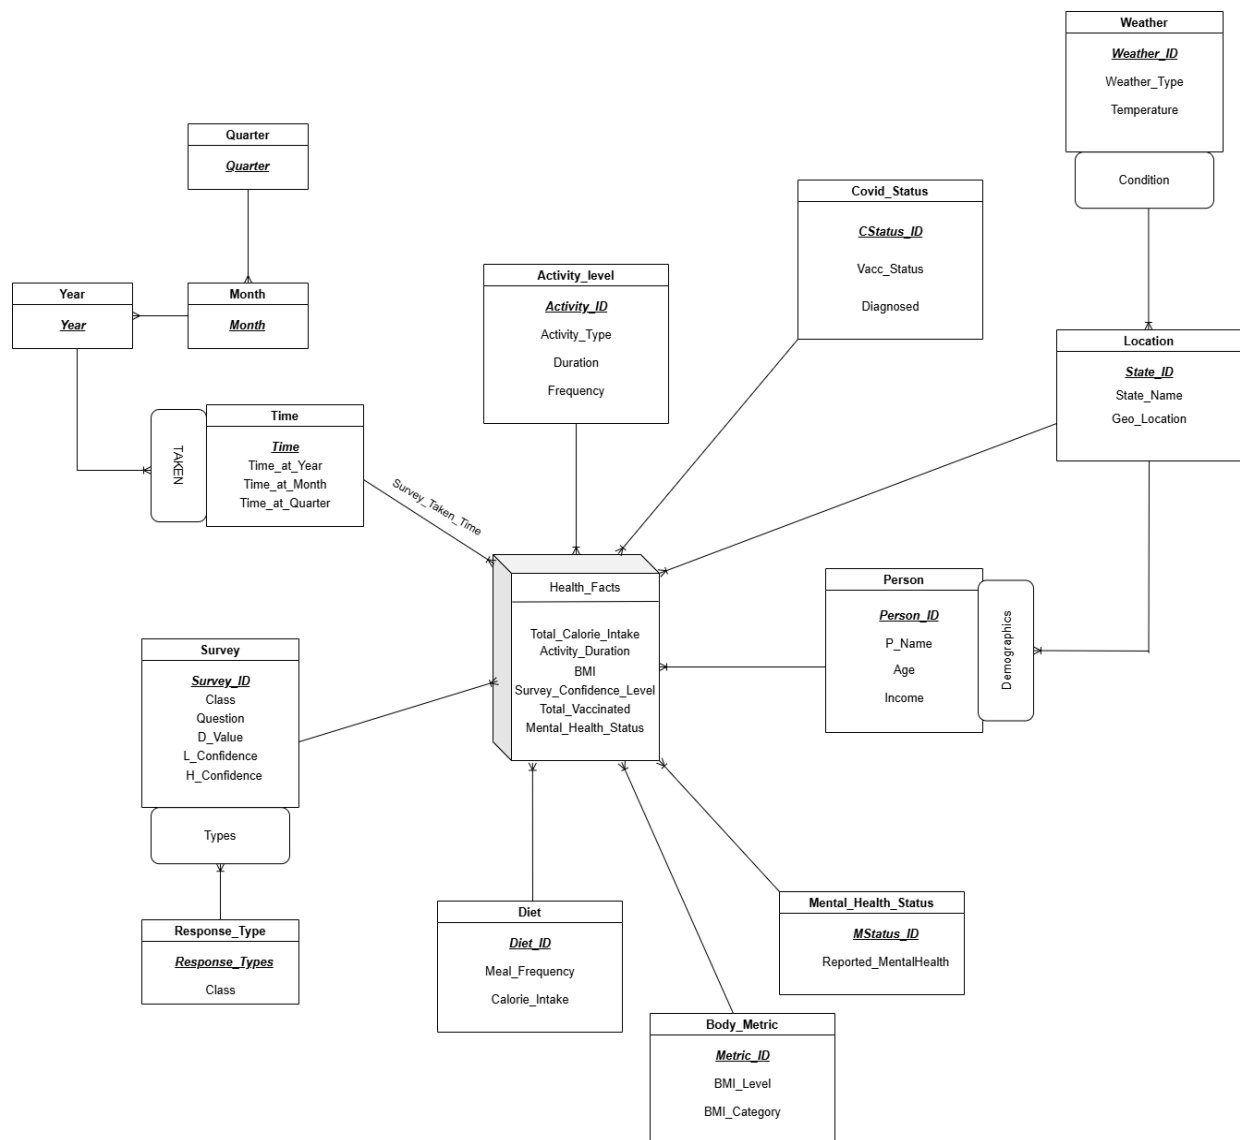 Weather
Weather_ID
Weather_Type
Temperature
Condition
Quarter
Quarter
Covid_Status
CStatus_ID
Vacc_Status
Diagnosed
Activity_level
Activity_ID
Activity_Type
Duration
Frequency
Year
Year
Month
Month
Location
State_ID
State_Name
Geo_Location
TAKEN
Time
Time
Time_at_Year
Time_at_Month
Time_at_Quarter
Survey_Taken_Time
Health_Facts
Total_Calorie_Intake
Activity_Duration
BMI
Survey_Confidence_Level
Total_Vaccinated
Mental_Health_Status
Person
Person_ID
P_Name
Age
Income
Demographics
Survey
Survey_ID
Class
Question
D_Value
L_Confidence
H_Confidence
Types
Response_Type
Response_Types
Class
Diet
Diet_ID
Meal_Frequency
Calorie_Intake
Mental_Health_Status
MStatus_ID
Reported_MentalHealth
Body_Metric
Metric_ID
BMI_Level
BMI_Category